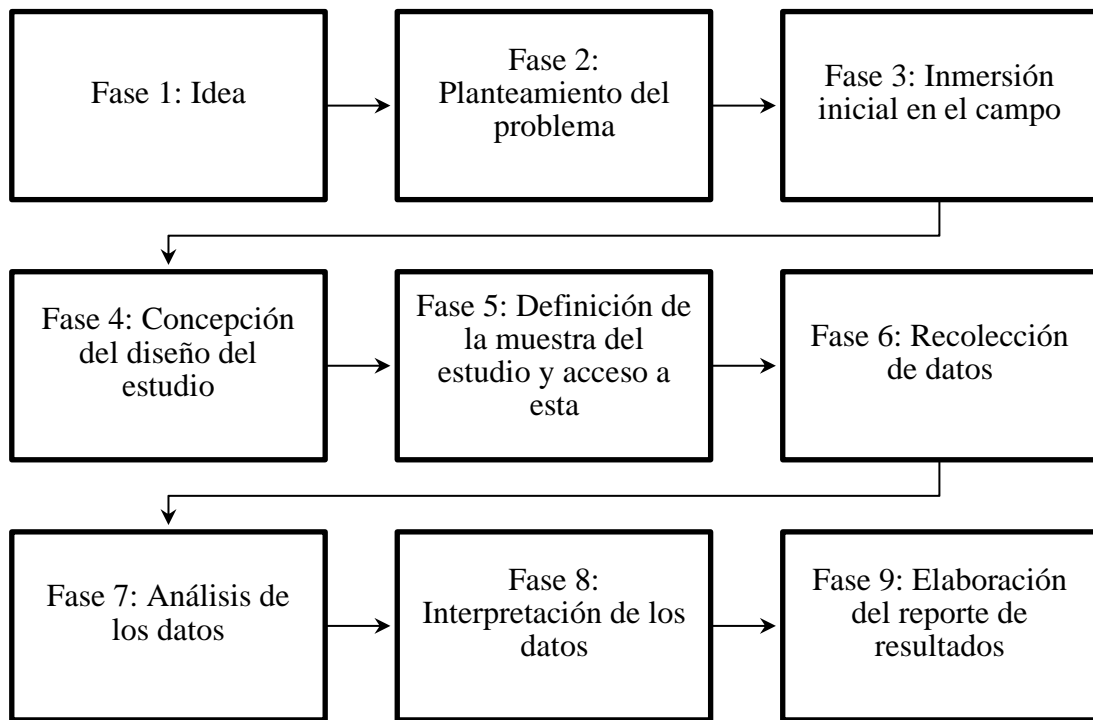 Fase 1: Idea
Fase 2:
Planteamiento del
problema
Fase 3: Inmersión
inicial en el campo
Fase 4: Concepción
del diseño del
estudio
Fase 5: Definición de
la muestra del
estudio y acceso a
esta
Fase 6: Recolección
de datos
Fase 7: Análisis de
los datos
Fase 8:
Interpretación de los
datos
Fase 9: Elaboración
del reporte de
resultados